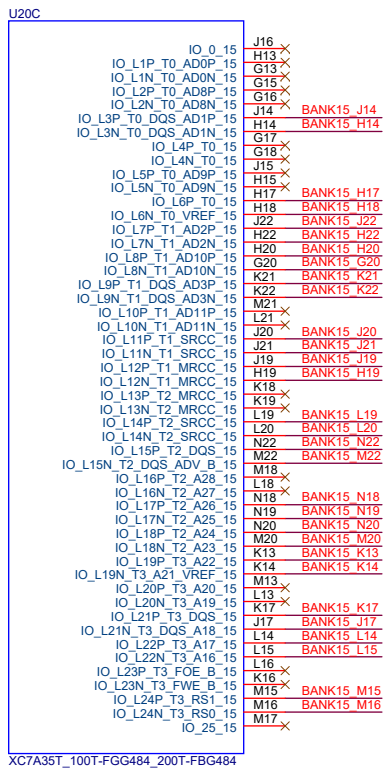 U20C
IO_0_15 J16
IO_L1P_T0_AD0P_15 H13
IO_L1N_T0_AD0N_15 G13
IO_L2P_T0_AD8P_15 G15
IO_L2N_T0_AD8N_15 G16
IO_L3P_T0_DQS_AD1P_15 J14 BANK15_J14
IO_L3N_T0_DQS_AD1N_15 H14 BANK15_H14
IO_L4P_T0_15 G17
IO_L4N_T0_15 G18
IO_L5P_T0_AD9P_15 J15
IO_L5N_T0_AD9N_15 H15
IO_L6P_T0_15 H17 BANK15_H17
IO_L6N_T0_VREF_15 H18 BANK15_H18
IO_L7P_T1_AD2P_15 J22 BANK15_J22
IO_L7N_T1_AD2N_15 H22 BANK15_H22
IO_L8P_T1_AD10P_15 H20 BANK15_H20
IO_L8N_T1_AD10N_15 G20 BANK15_G20
IO_L9P_T1_DQS_AD3P_15 K21 BANK15_K21
IO_L9N_T1_DQS_AD3N_15 K22 BANK15_K22
IO_L10P_T1_AD11P_15 M21
IO_L10N_T1_AD11N_15 L21
IO_L11P_T1_SRCC_15 J20 BANK15_J20
IO_L11N_T1_SRCC_15 J21 BANK15_J21
IO_L12P_T1_MRCC_15 J19 BANK15_J19
IO_L12N_T1_MRCC_15 H19 BANK15_H19
IO_L13P_T2_MRCC_15 K18
IO_L13N_T2_MRCC_15 K19
IO_L14P_T2_SRCC_15 L19 BANK15_L19
IO_L14N_T2_SRCC_15 L20 BANK15_L20
IO_L15P_T2_DQS_15 N22 BANK15_N22
IO_L15N_T2_DQS_ADV_B_15 M22 BANK15_M22
IO_L16P_T2_A28_15 M18
IO_L16N_T2_A27_15 L18
IO_L17P_T2_A26_15 N18 BANK15_N18
IO_L17N_T2_A25_15 N19 BANK15_N19
IO_L18P_T2_A24_15 N20 BANK15_N20
IO_L18N_T2_A23_15 M20 BANK15_M20
IO_L19P_T3_A22_15 K13 BANK15_K13
IO_L19N_T3_A21_VREF_15 K14 BANK15_K14
IO_L20P_T3_A20_15 M13
IO_L20N_T3_A19_15 L13
IO_L21P_T3_DQS_15 K17 BANK15_K17
IO_L21N_T3_DQS_A18_15 J17 BANK15_J17
IO_L22P_T3_A17_15 L14 BANK15_L14
IO_L22N_T3_A16_15 L15 BANK15_L15
IO_L23P_T3_FOE_B_15 L16
IO_L23N_T3_FWE_B_15 K16
IO_L24P_T3_RS1_15 M15 BANK15_M15
IO_L24N_T3_RS0_15 M16 BANK15_M16
IO_25_15 M17
XC7A35T_100T-FGG484_200T-FBG484